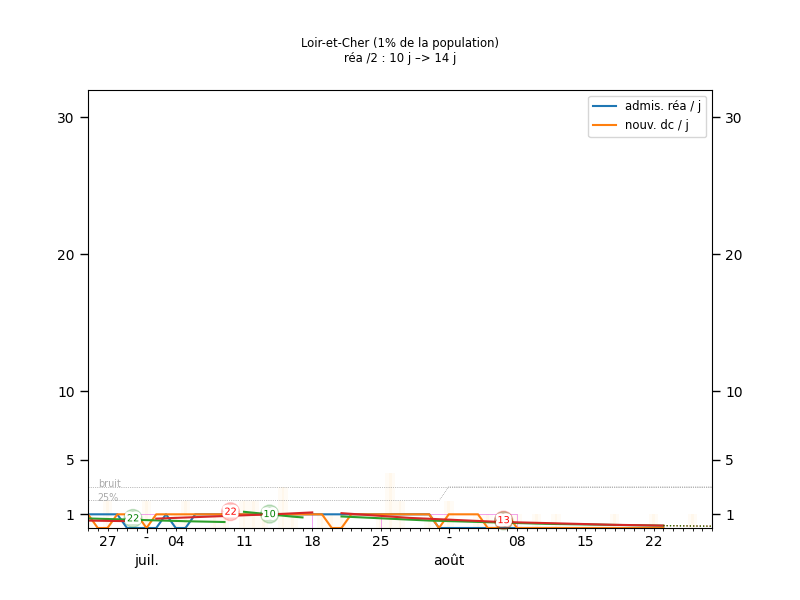 Loir-et-Cher (1% de la population)
réa /2 : 10 j –> 14 j
admis. réa / j
nouv. dc / j
30 30
20 20
10 10
5 5
bruit
25%
1 1
22 22 10 13
27 - 04 11 18 25 - 08 15 22
juil. août